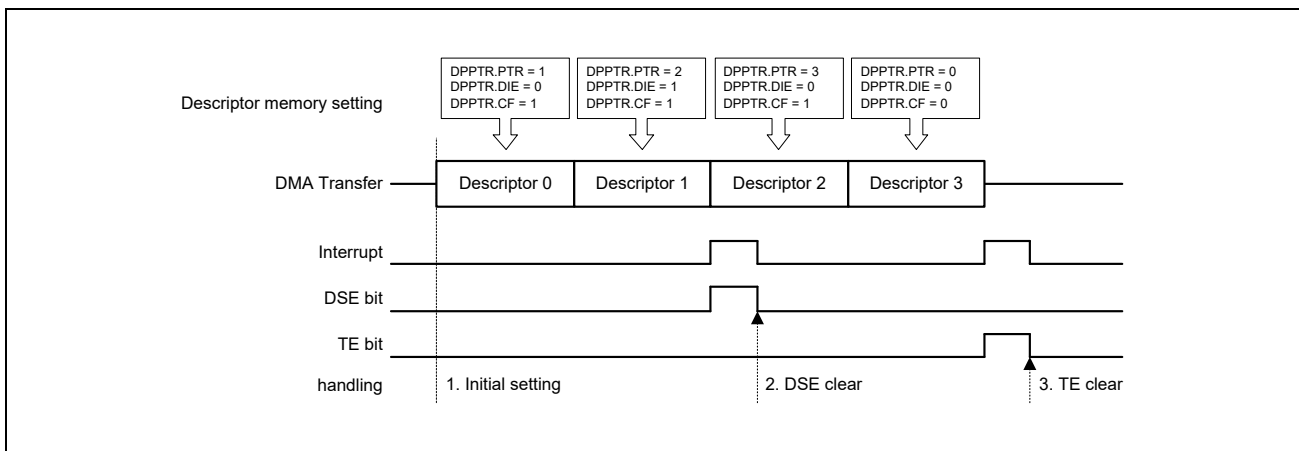 DPPTR.PTR = 1
DPPTR.DIE = 0
DPPTR.CF = 1
DPPTR.PTR = 2
DPPTR.DIE = 1
DPPTR.CF = 1
DPPTR.PTR = 3
DPPTR.DIE = 0
DPPTR.CF = 1
DPPTR.PTR = 0
DPPTR.DIE = 0
DPPTR.CF = 0
Descriptor memory setting
DMA Transfer
Descriptor 0
Descriptor 1
Descriptor 2
Descriptor 3
Interrupt
DSE bit
TE bit
handling
1. Initial setting
2. DSE clear
3. TE clear